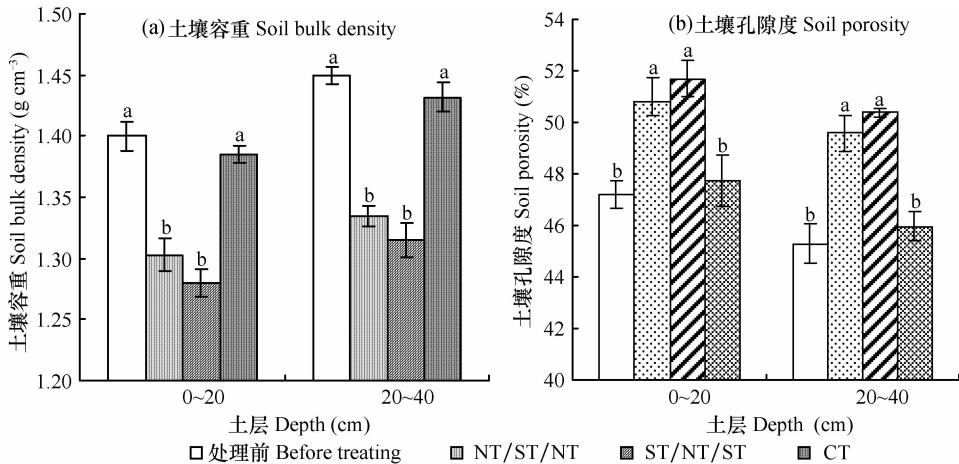 (a) 土壤容重 Soil bulk density
土壤容重 Soil bulk density (g cm⁻³)
1.50
1.45
1.40
1.35
1.30
1.25
1.20
a
b
b
a
a
b
b
a
0~20
20~40
土层 Depth (cm)
(b) 土壤孔隙度 Soil porosity
土壤孔隙度 Soil porosity (%)
54
52
50
48
46
44
42
40
b
a
a
b
b
a
a
b
0~20
20~40
土层 Depth (cm)
处理前 Before treating NT/ST/NT ST/NT/ST CT